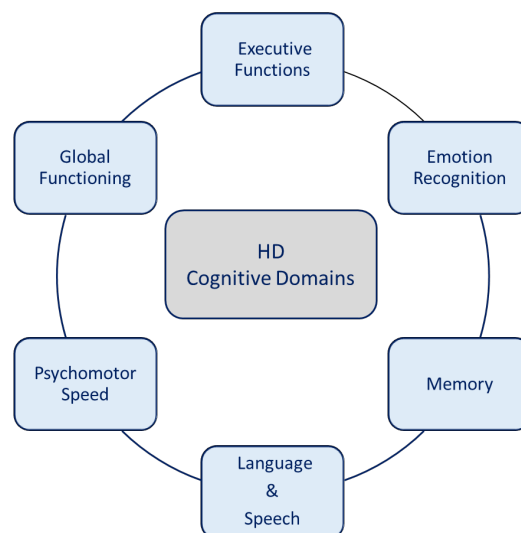 Executive
Functions
Global
Functioning
Emotion
Recognition
HD
Cognitive Domains
Psychomotor
Speed
Memory
Language
&
Speech